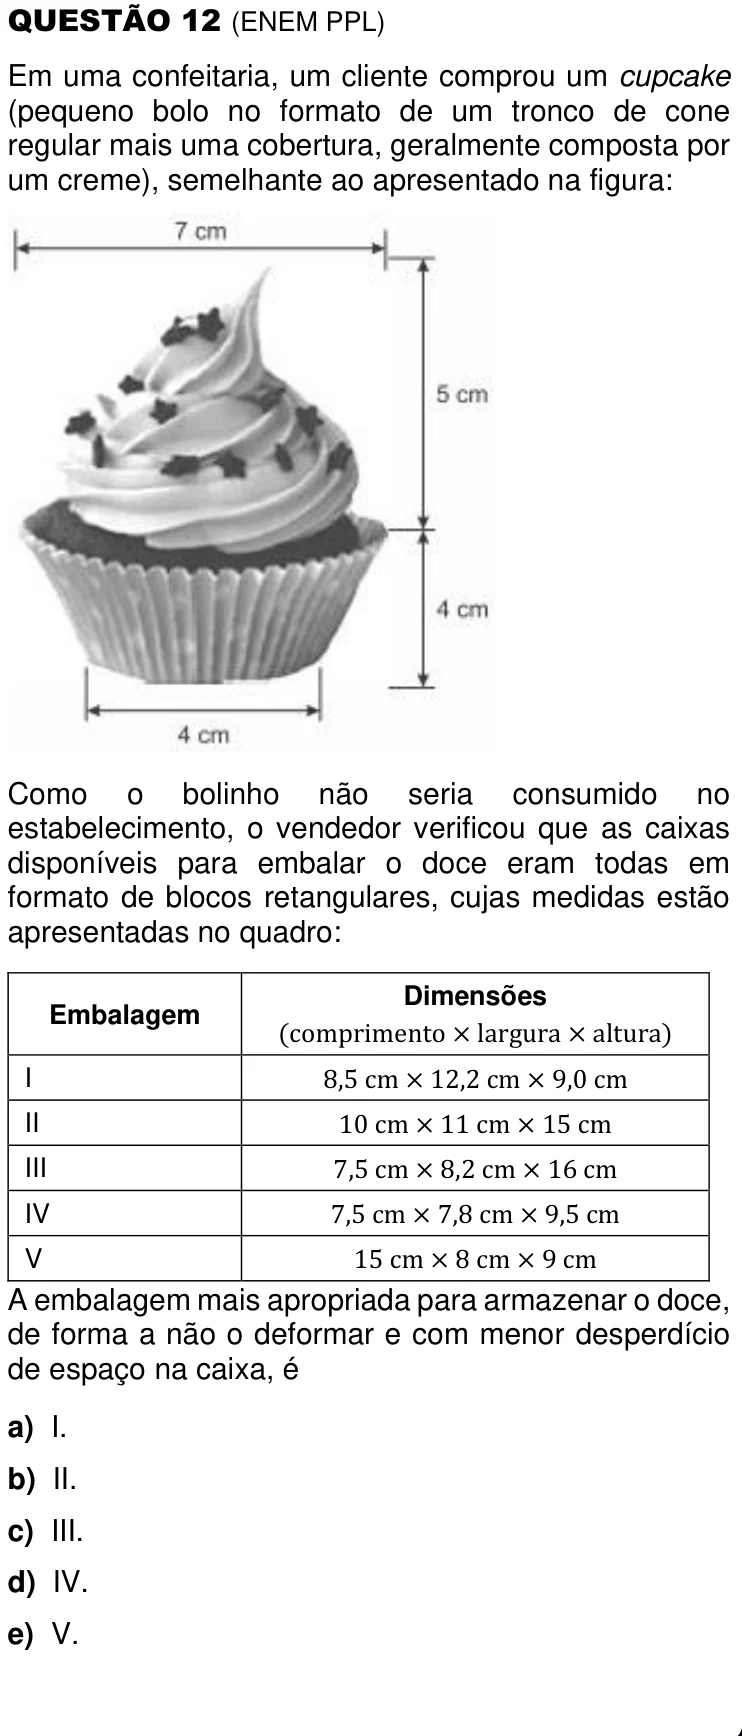 QUESTÃO 12 (ENEM PPL)
Em uma confeitaria, um cliente comprou um cupcake
(pequeno bolo no formato de um tronco de cone
regular mais uma cobertura, geralmente composta por
um creme), semelhante ao apresentado na figura:
7 cm
5 cm
4 cm
4 cm
Como o bolinho não seria consumido no
estabelecimento, o vendedor verificou que as caixas
disponíveis para embalar o doce eram todas em
formato de blocos retangulares, cujas medidas estão
apresentadas no quadro:
Embalagem Dimensões
(comprimento × largura × altura)
I 8,5 cm × 12,2 cm × 9,0 cm
II 10 cm × 11 cm × 15 cm
III 7,5 cm × 8,2 cm × 16 cm
IV 7,5 cm × 7,8 cm × 9,5 cm
V 15 cm × 8 cm × 9 cm
A embalagem mais apropriada para armazenar o doce,
de forma a não o deformar e com menor desperdício
de espaço na caixa, é
a) I.
b) II.
c) III.
d) IV.
e) V.